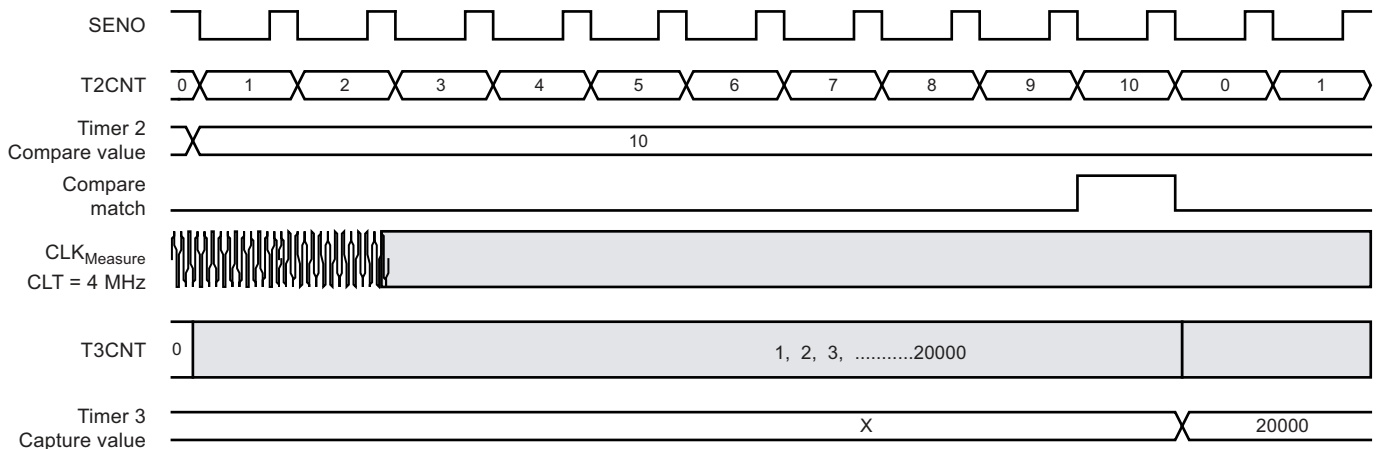 SENO
T2CNT
0 1 2 3 4 5 6 7 8 9 10 0 1
Timer 2
Compare value
10
Compare
match
CLKMeasure
CLT = 4 MHz
T3CNT
0
1, 2, 3, ...........20000
Timer 3
Capture value
X
20000